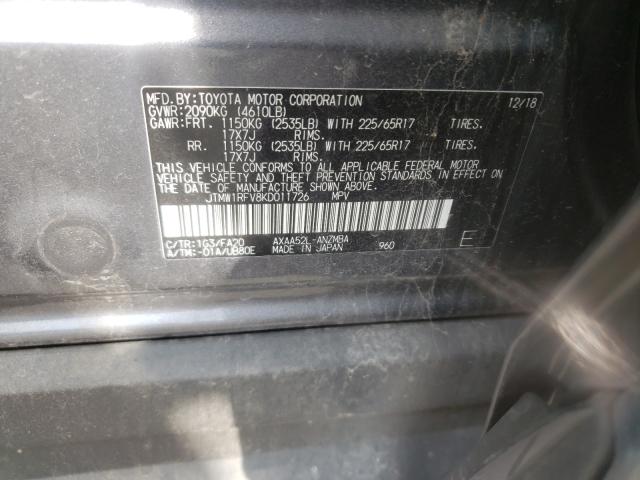 MFD. BY: TOYOTA MOTOR CORPORATION 12/18
GVWR: 2090KG (4610LB)
GAWR: FRT. 1150KG (2535LB) WITH 225/65R17 TIRES.
17X7J RIMS.
RR. 1150KG (2535LB) WITH 225/65R17 TIRES.
17X7J RIMS.
THIS VEHICLE CONFORMS TO ALL APPLICABLE FEDERAL MOTOR
VEHICLE SAFETY, BUMPER, AND THEFT PREVENTION STANDARDS IN
EFFECT ON THE DATE OF MANUFACTURE SHOWN ABOVE.
JTMW1RFV8KD011726 MPV
C/TR: 1G3/FA20 AXAA52L-ANZMBA 960 E
A/TM: -01A/UB80E MADE IN JAPAN